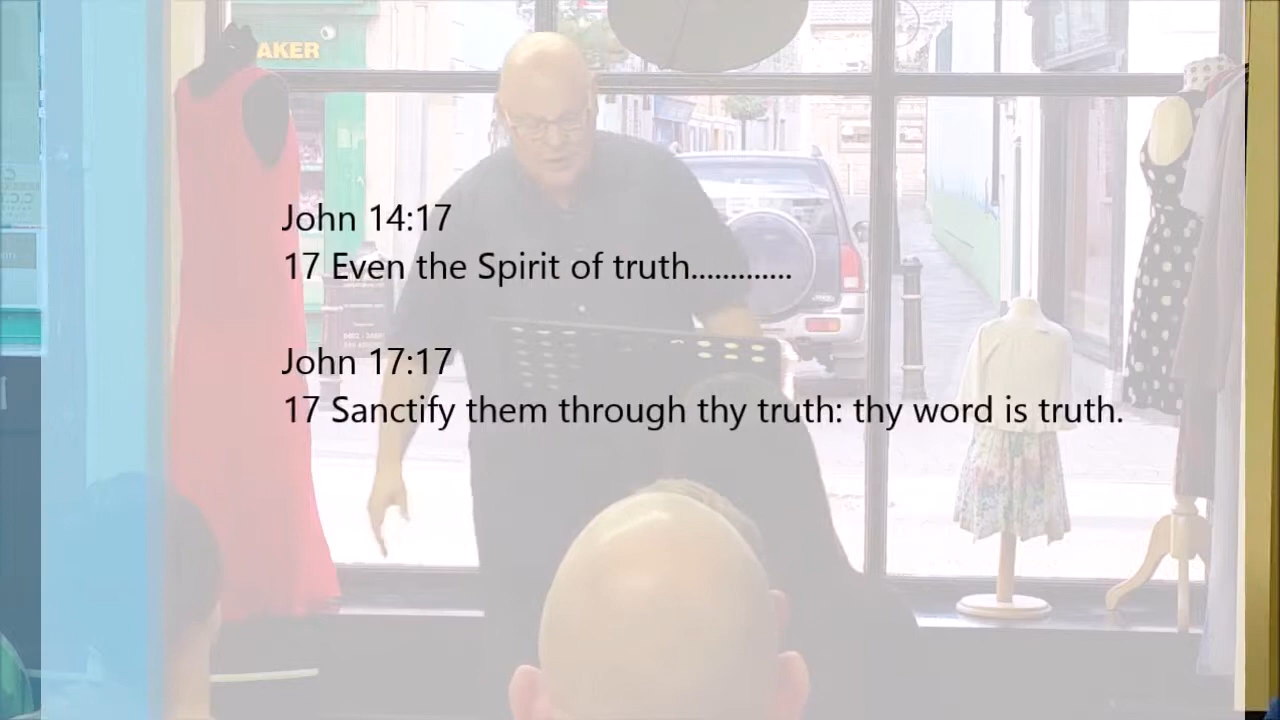 AKER
John 14:17
17 Even the Spirit of truth.............
John 17:17
17 Sanctify them through thy truth: thy word is truth.